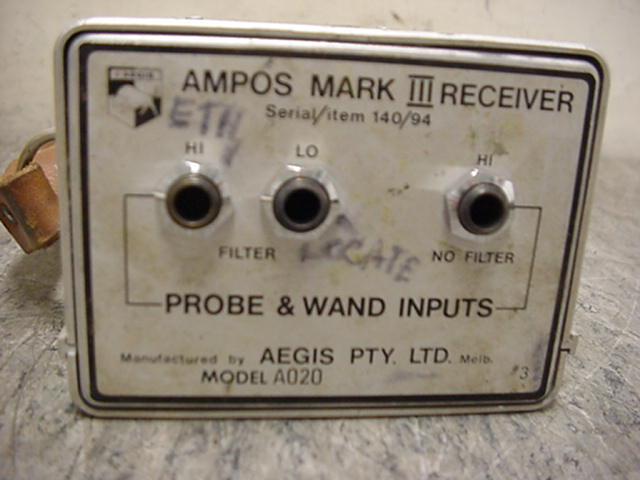 AMPOS MARK III RECEIVER
Serial/item 140/94
ETH
HI LO HI
FILTER LOCATE NO FILTER
PROBE & WAND INPUTS
Manufactured by AEGIS PTY. LTD. Melb.
MODEL A020 #3